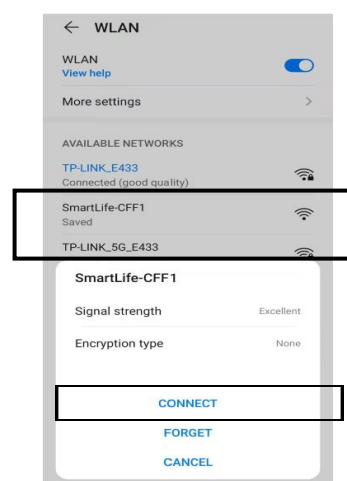 ← WLAN
WLAN
View help
More settings >
AVAILABLE NETWORKS
TP-LINK_E433
Connected (good quality)
SmartLife-CFF1
Saved
TP-LINK_5G_E433
SmartLife-CFF1
Signal strength Excellent
Encryption type None
CONNECT
FORGET
CANCEL